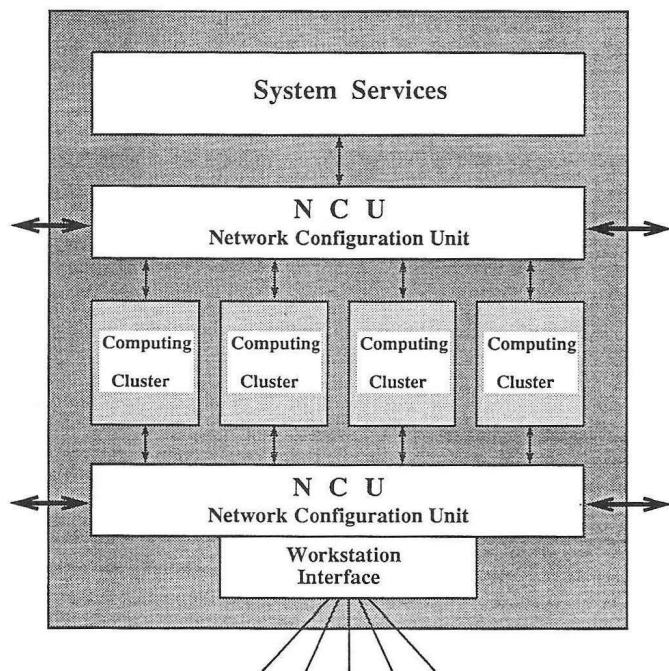 System Services
N C U
Network Configuration Unit
Computing
Cluster
Computing
Cluster
Computing
Cluster
Computing
Cluster
N C U
Network Configuration Unit
Workstation
Interface